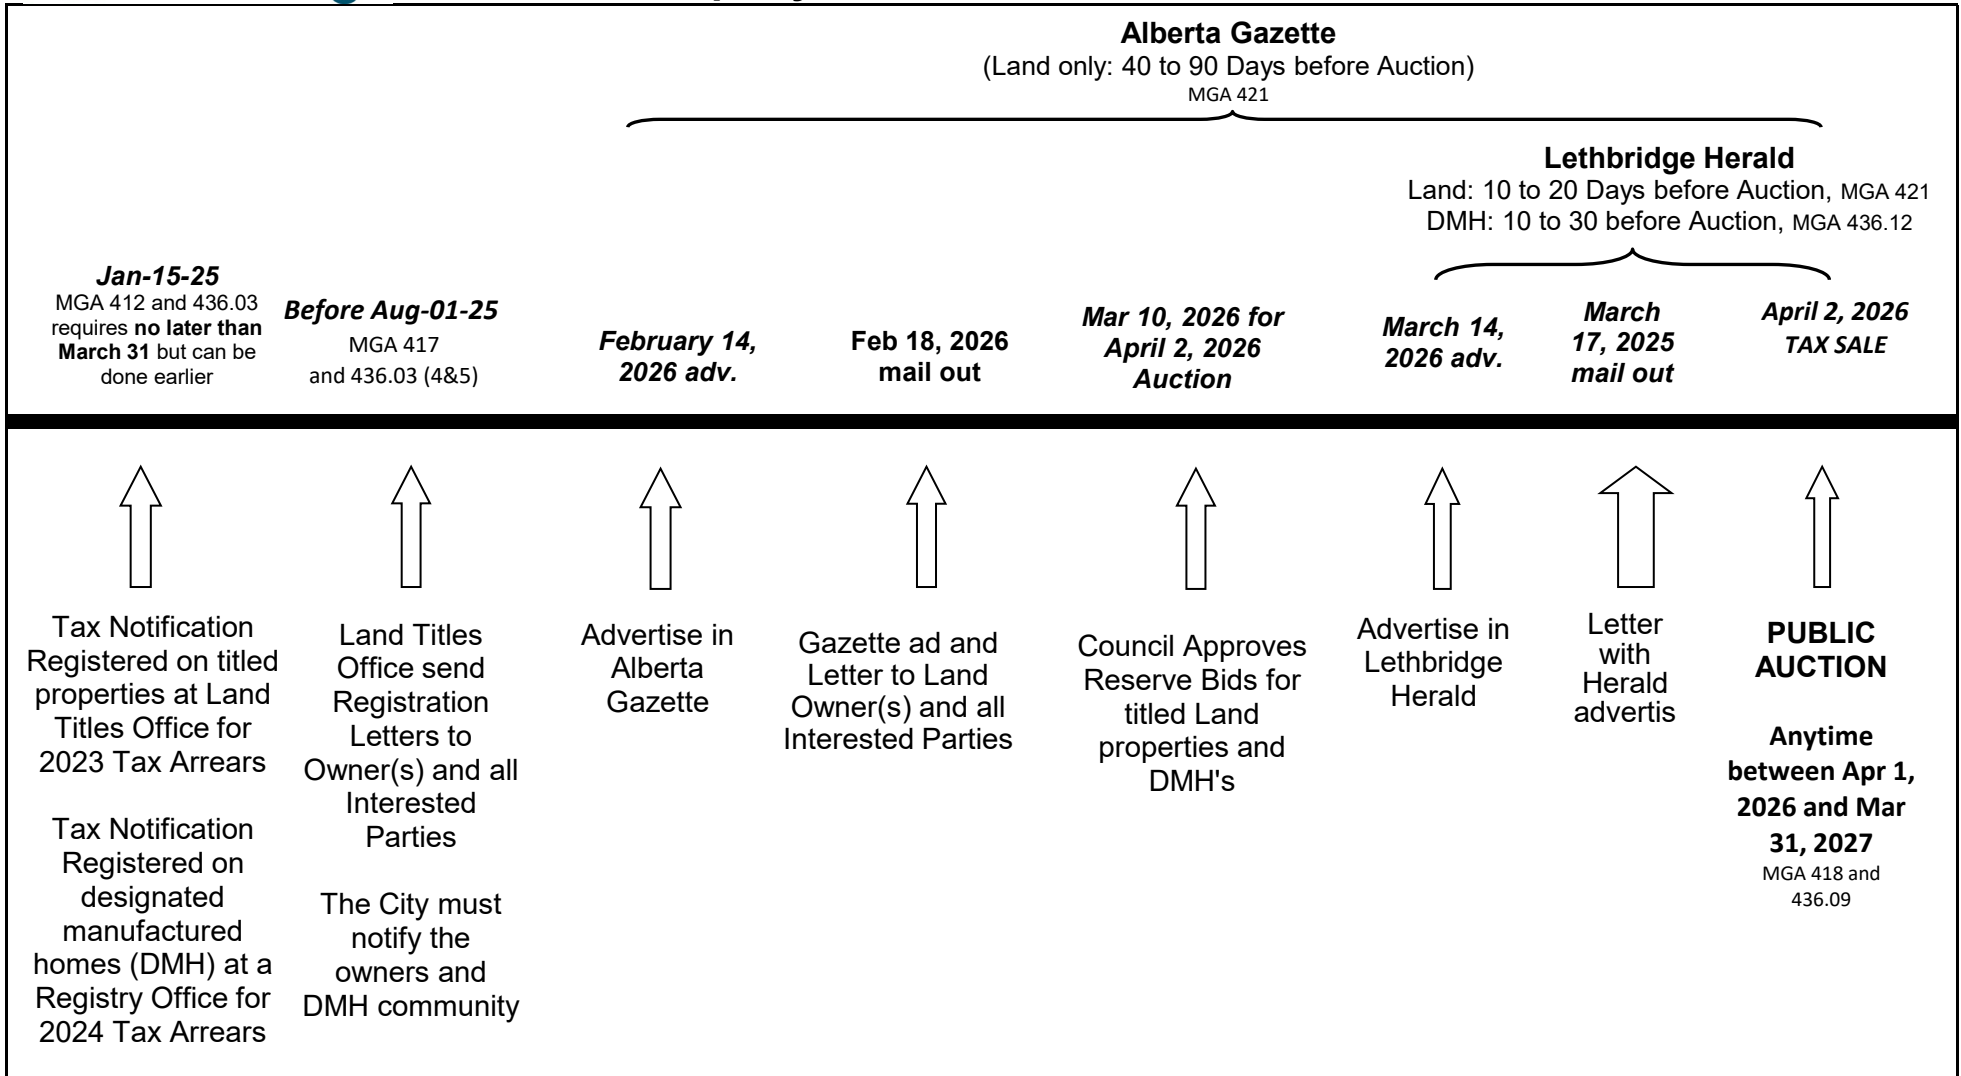 Alberta Gazette
(Land only: 40 to 90 Days before Auction)
MGA 421
Lethbridge Herald
Land: 10 to 20 Days before Auction, MGA 421
DMH: 10 to 30 before Auction, MGA 436.12
Jan-15-25
MGA 412 and 436.03
requires no later than
March 31 but can be
done earlier
Before Aug-01-25
MGA 417
and 436.03 (4&5)
February 14,
2026 adv.
Feb 18, 2026
mail out
Mar 10, 2026 for
April 2, 2026
Auction
March 14,
2026 adv.
March
17, 2025
mail out
April 2, 2026
TAX SALE
Tax Notification
Registered on titled
properties at Land
Titles Office for
2023 Tax Arrears
Tax Notification
Registered on
designated
manufactured
homes (DMH) at a
Registry Office for
2024 Tax Arrears
Land Titles
Office send
Registration
Letters to
Owner(s) and all
Interested
Parties
The City must
notify the
owners and
DMH community
Advertise in
Alberta
Gazette
Gazette ad and
Letter to Land
Owner(s) and all
Interested Parties
Council Approves
Reserve Bids for
titled Land
properties and
DMH's
Advertise in
Lethbridge
Herald
Letter
with
Herald
advertis
PUBLIC
AUCTION
Anytime
between Apr 1,
2026 and Mar
31, 2027
MGA 418 and
436.09